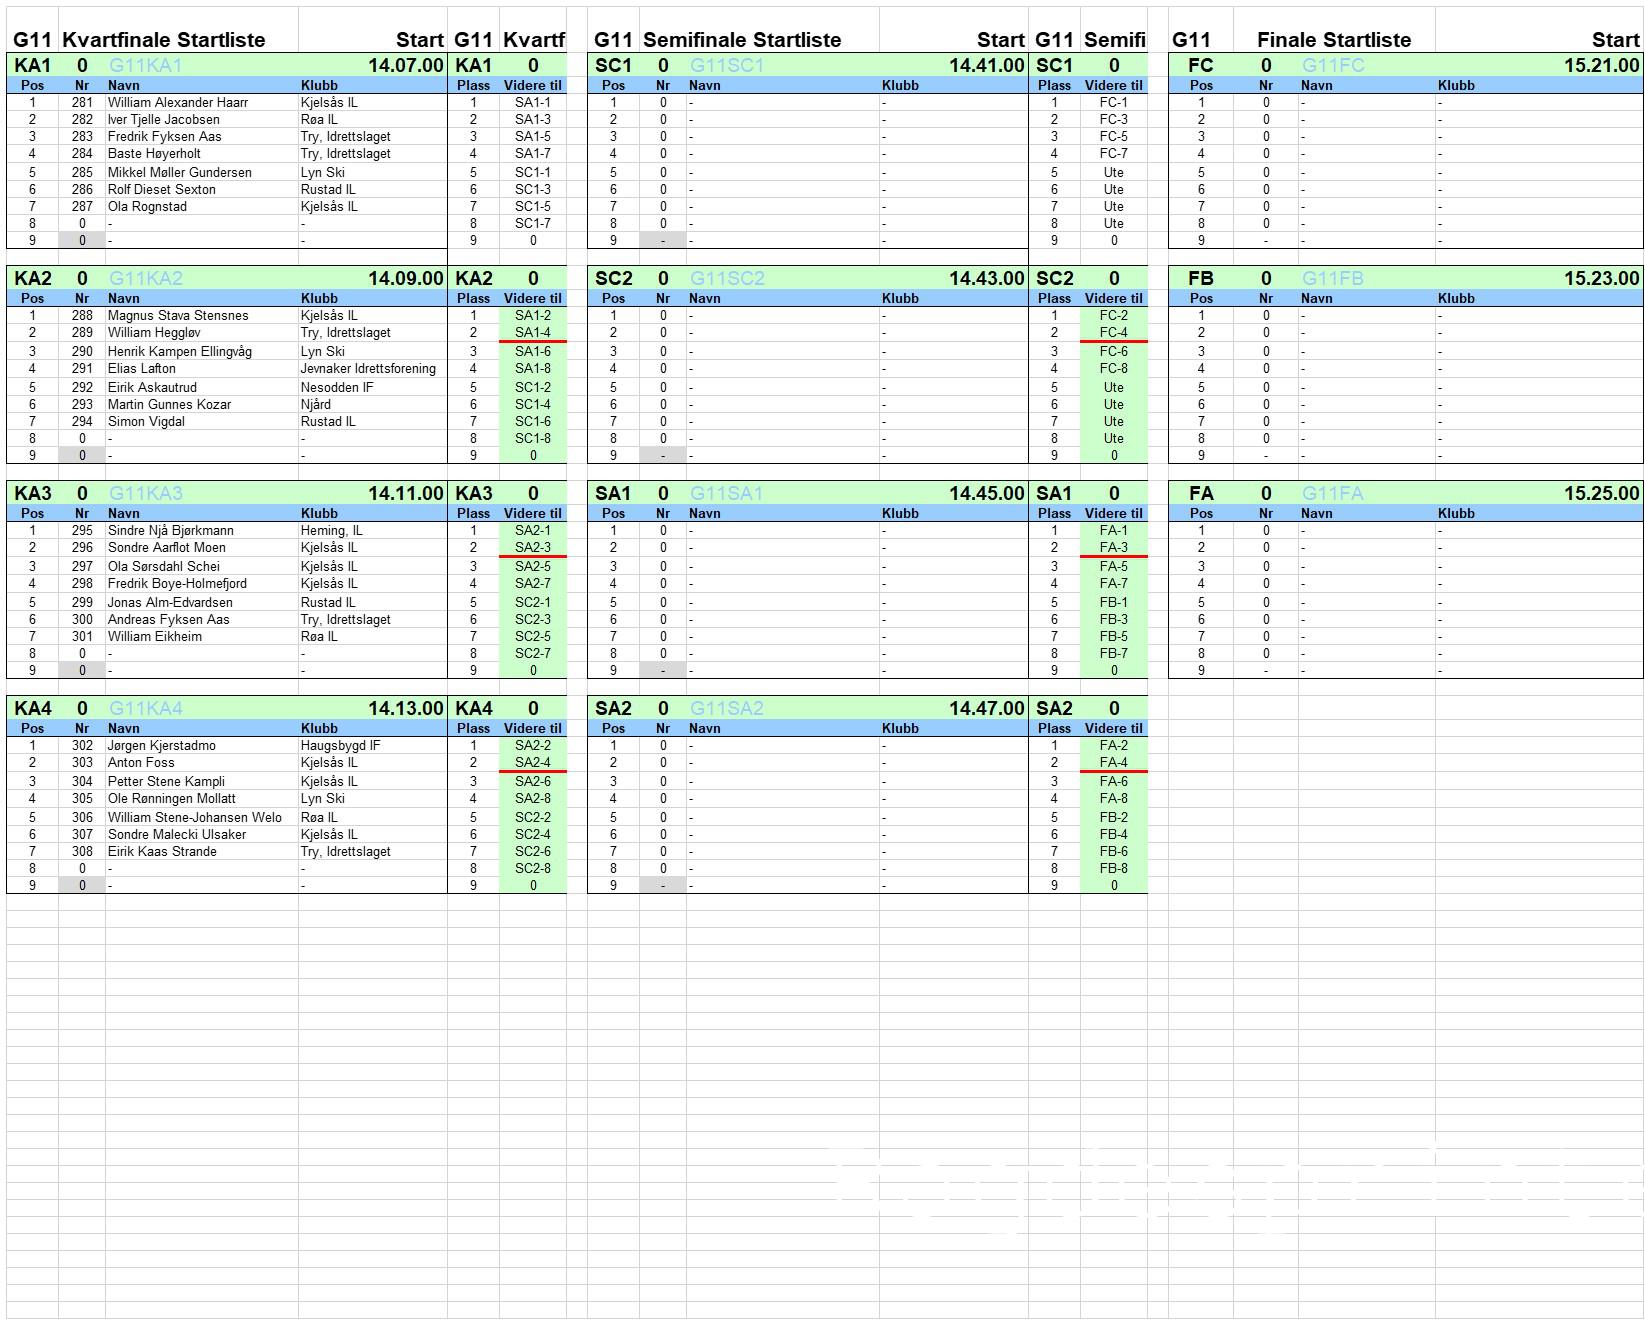 G11 Kvartfinale Startliste Start G11 Kvartf G11 Semifinale Startliste Start G11 Semifi G11 Finale Startliste Start
KA1 0 G11KA1 14.07.00 KA1 0 SC1 0 G11SC1 14.41.00 SC1 0 FC 0 G11FC 15.21.00
Pos Nr Navn Klubb Plass Videre til Pos Nr Navn Klubb Plass Videre til Pos Nr Navn Klubb
1 281 William Alexander Haarr Kjelsås IL 1 SA1-1 1 0 - - 1 FC-1 1 0 - -
2 282 Iver Tjelle Jacobsen Røa IL 2 SA1-3 2 0 - - 2 FC-3 2 0 - -
3 283 Fredrik Fyksen Aas Try, Idrettslaget 3 SA1-5 3 0 - - 3 FC-5 3 0 - -
4 284 Baste Høyerholt Try, Idrettslaget 4 SA1-7 4 0 - - 4 FC-7 4 0 - -
5 285 Mikkel Møller Gundersen Lyn Ski 5 SC1-1 5 0 - - 5 Ute 5 0 - -
6 286 Rolf Dieset Sexton Rustad IL 6 SC1-3 6 0 - - 6 Ute 6 0 - -
7 287 Ola Rognstad Kjelsås IL 7 SC1-5 7 0 - - 7 Ute 7 0 - -
8 0 - - 8 SC1-7 8 0 - - 8 Ute 8 0 - -
9 0 - - 9 0 9 - - - 9 0 9 - - -
KA2 0 G11KA2 14.09.00 KA2 0 SC2 0 G11SC2 14.43.00 SC2 0 FB 0 G11FB 15.23.00
Pos Nr Navn Klubb Plass Videre til Pos Nr Navn Klubb Plass Videre til Pos Nr Navn Klubb
1 288 Magnus Stava Stensnes Kjelsås IL 1 SA1-2 1 0 - - 1 FC-2 1 0 - -
2 289 William Heggløv Try, Idrettslaget 2 SA1-4 2 0 - - 2 FC-4 2 0 - -
3 290 Henrik Kampen Ellingvåg Lyn Ski 3 SA1-6 3 0 - - 3 FC-6 3 0 - -
4 291 Elias Lafton Jevnaker Idrettsforening 4 SA1-8 4 0 - - 4 FC-8 4 0 - -
5 292 Eirik Askautrud Nesodden IF 5 SC1-2 5 0 - - 5 Ute 5 0 - -
6 293 Martin Gunnes Kozar Njård 6 SC1-4 6 0 - - 6 Ute 6 0 - -
7 294 Simon Vigdal Rustad IL 7 SC1-6 7 0 - - 7 Ute 7 0 - -
8 0 - - 8 SC1-8 8 0 - - 8 Ute 8 0 - -
9 0 - - 9 0 9 - - - 9 0 9 - - -
KA3 0 G11KA3 14.11.00 KA3 0 SA1 0 G11SA1 14.45.00 SA1 0 FA 0 G11FA 15.25.00
Pos Nr Navn Klubb Plass Videre til Pos Nr Navn Klubb Plass Videre til Pos Nr Navn Klubb
1 295 Sindre Njå Bjørkmann Heming, IL 1 SA2-1 1 0 - - 1 FA-1 1 0 - -
2 296 Sondre Aarflot Moen Kjelsås IL 2 SA2-3 2 0 - - 2 FA-3 2 0 - -
3 297 Ola Sørsdahl Schei Kjelsås IL 3 SA2-5 3 0 - - 3 FA-5 3 0 - -
4 298 Fredrik Boye-Holmefjord Kjelsås IL 4 SA2-7 4 0 - - 4 FA-7 4 0 - -
5 299 Jonas Alm-Edvardsen Rustad IL 5 SC2-1 5 0 - - 5 FB-1 5 0 - -
6 300 Andreas Fyksen Aas Try, Idrettslaget 6 SC2-3 6 0 - - 6 FB-3 6 0 - -
7 301 William Eikheim Røa IL 7 SC2-5 7 0 - - 7 FB-5 7 0 - -
8 0 - - 8 SC2-7 8 0 - - 8 FB-7 8 0 - -
9 0 - - 9 0 9 - - - 9 0 9 - - -
KA4 0 G11KA4 14.13.00 KA4 0 SA2 0 G11SA2 14.47.00 SA2 0
Pos Nr Navn Klubb Plass Videre til Pos Nr Navn Klubb Plass Videre til
1 302 Jørgen Kjerstadmo Haugsbygd IF 1 SA2-2 1 0 - - 1 FA-2
2 303 Anton Foss Kjelsås IL 2 SA2-4 2 0 - - 2 FA-4
3 304 Petter Stene Kampli Kjelsås IL 3 SA2-6 3 0 - - 3 FA-6
4 305 Ole Rønningen Mollatt Lyn Ski 4 SA2-8 4 0 - - 4 FA-8
5 306 William Stene-Johansen Welo Røa IL 5 SC2-2 5 0 - - 5 FB-2
6 307 Sondre Malecki Ulsaker Kjelsås IL 6 SC2-4 6 0 - - 6 FB-4
7 308 Eirik Kaas Strande Try, Idrettslaget 7 SC2-6 7 0 - - 7 FB-6
8 0 - - 8 SC2-8 8 0 - - 8 FB-8
9 0 - - 9 0 9 - - - 9 0